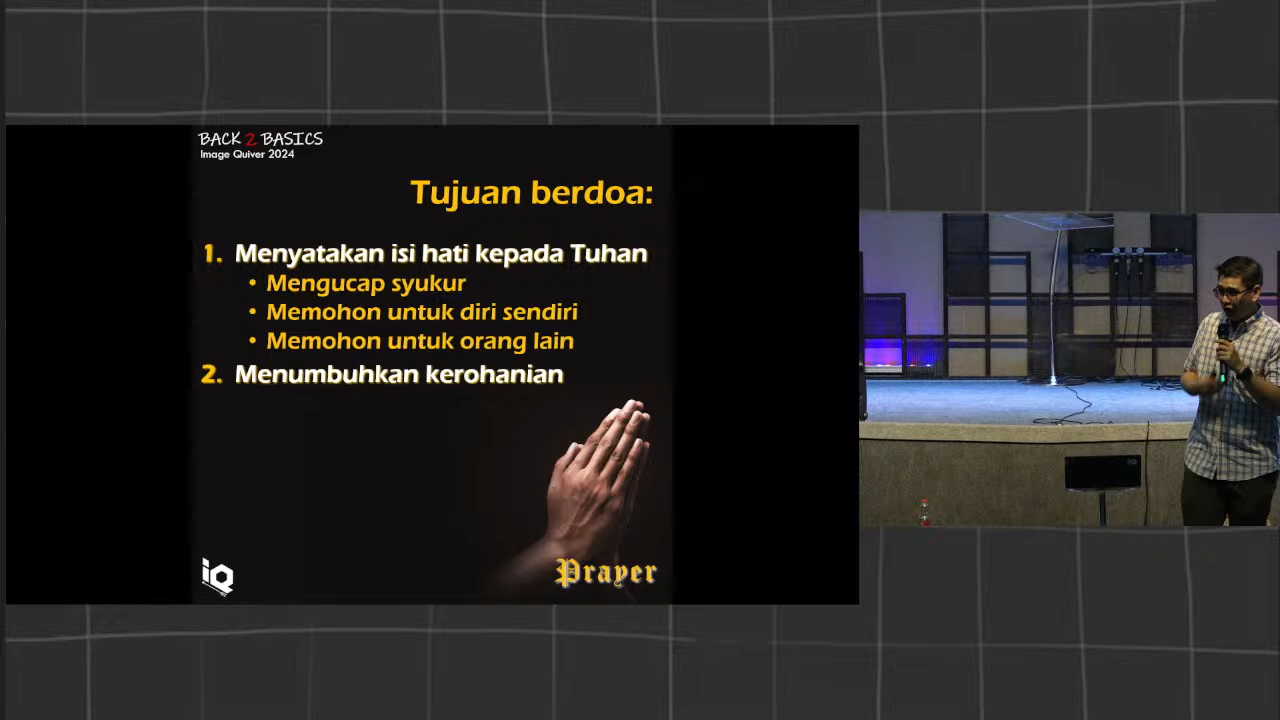 BACK 2 BASICS
Image Quiver 2024
Tujuan berdoa:
1. Menyatakan isi hati kepada Tuhan
• Mengucap syukur
• Memohon untuk diri sendiri
• Memohon untuk orang lain
2. Menumbuhkan kerohanian
iQ
Prayer